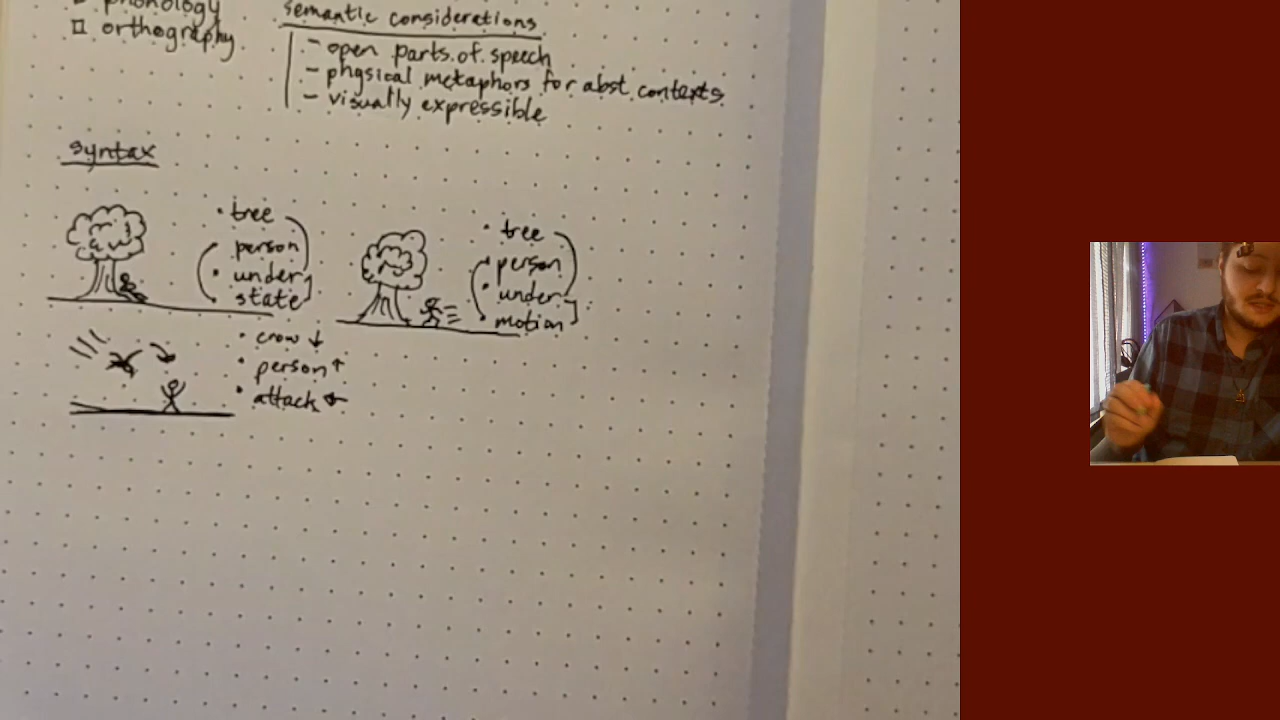 phonology
orthography
semantic considerations
- open parts of speech
- physical metaphors for abst contexts
- visually expressible
syntax
• tree
person
• under
state
• tree
• person
• under
motion
• crow ↓
• person ↑
• attack